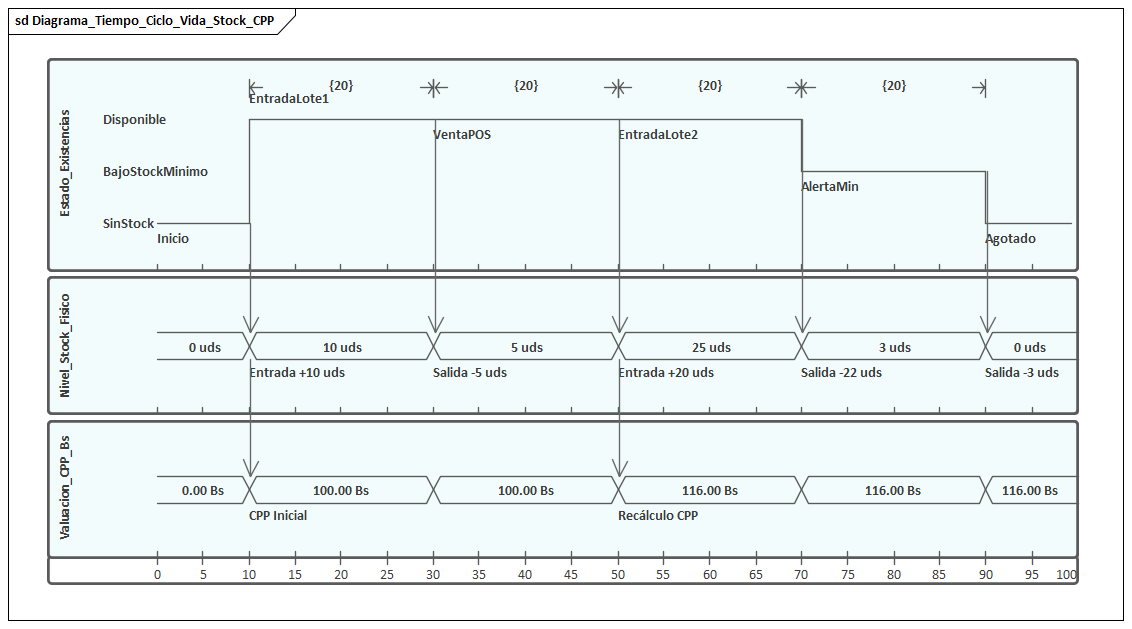 sd Diagrama_Tiempo_Ciclo_Vida_Stock_CPP
Estado_Existencias
{20} {20} {20} {20}
EntradaLote1
Disponible
VentaPOS EntradaLote2
BajoStockMinimo
AlertaMin
SinStock
Inicio Agotado
Nivel_Stock_Fisico
0 uds 10 uds 5 uds 25 uds 3 uds 0 uds
Entrada +10 uds Salida -5 uds Entrada +20 uds Salida -22 uds Salida -3 uds
Valuacion_CPP_Bs
0.00 Bs 100.00 Bs 100.00 Bs 116.00 Bs 116.00 Bs 116.00 Bs
CPP Inicial Recálculo CPP
0 5 10 15 20 25 30 35 40 45 50 55 60 65 70 75 80 85 90 95 100